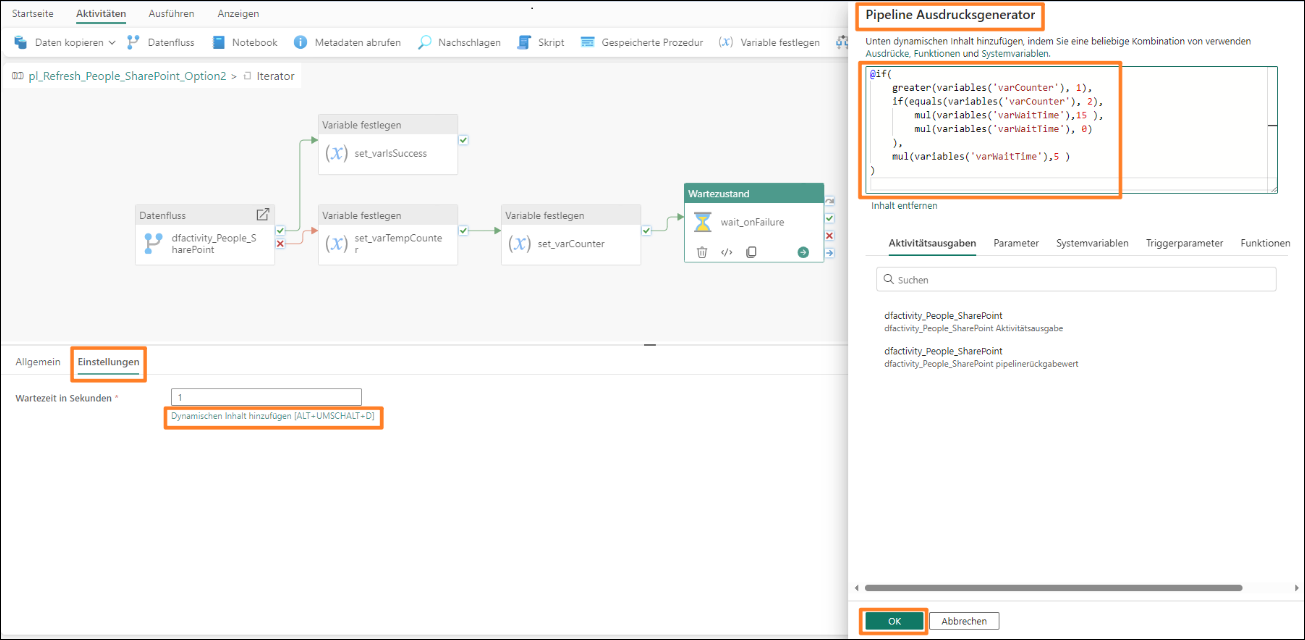 Startseite Aktivitäten Ausführen Anzeigen
Daten kopieren Datenfluss Notebook Metadaten abrufen Nachschlagen Skript Gespeicherte Prozedur (x) Variable festlegen
pl_Refresh_People_SharePoint_Option2 > Iterator
Variable festlegen
(x) set_varIsSuccess
Datenfluss
dfactivity_People_S
harePoint
Variable festlegen
(x) set_varTempCounte
r
Variable festlegen
(x) set_varCounter
Wartezustand
wait_onFailure
</>
Allgemein Einstellungen
Wartezeit in Sekunden *
1
Dynamischen Inhalt hinzufügen [ALT+UMSCHALT+D]
Pipeline Ausdrucksgenerator
Unten dynamischen Inhalt hinzufügen, indem Sie eine beliebige Kombination von verwenden
Ausdrücke, Funktionen und Systemvariablen.
@if(
greater(variables('varCounter'), 1),
if(equals(variables('varCounter'), 2),
mul(variables('varWaitTime'),15 ),
mul(variables('varWaitTime'), 0)
),
mul(variables('varWaitTime'),5 )
)
Inhalt entfernen
Aktivitätsausgaben Parameter Systemvariablen Triggerparameter Funktionen
Suchen
dfactivity_People_SharePoint
dfactivity_People_SharePoint Aktivitätsausgabe
dfactivity_People_SharePoint
dfactivity_People_SharePoint pipelinerückgabewert
OK Abbrechen